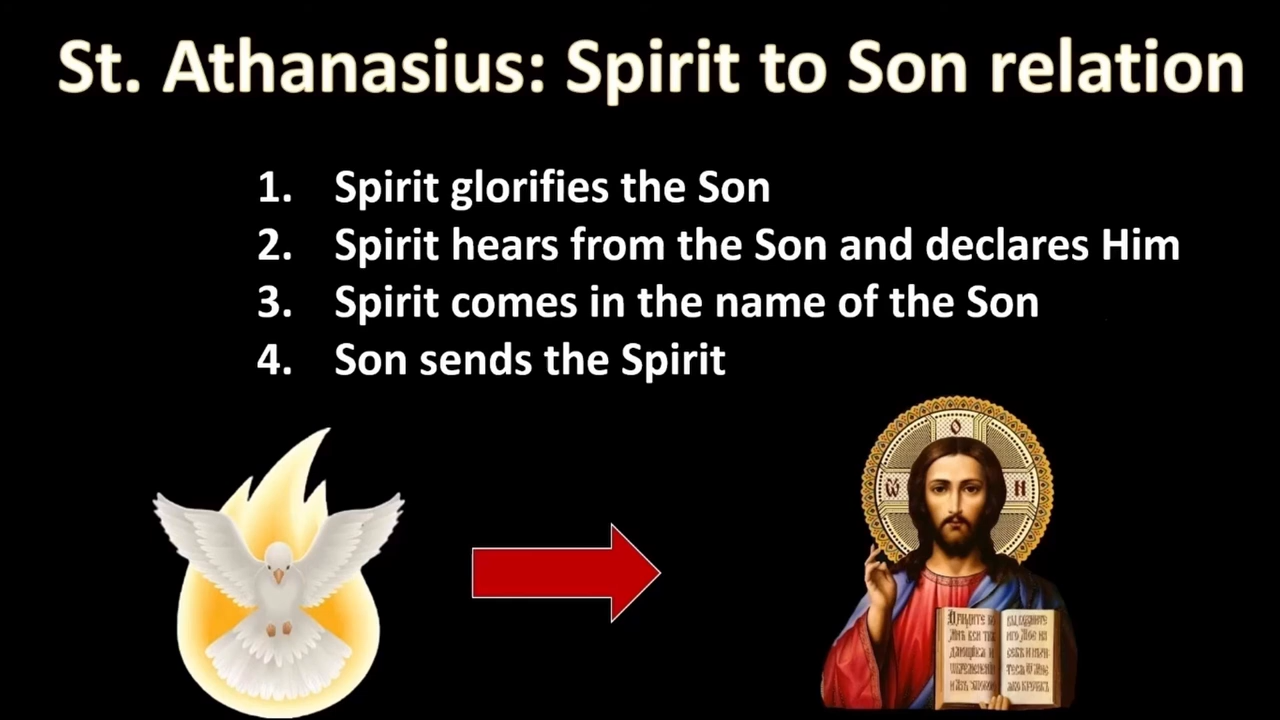 St. Athanasius: Spirit to Son relation
1. Spirit glorifies the Son
2. Spirit hears from the Son and declares Him
3. Spirit comes in the name of the Son
4. Son sends the Spirit
О
Ѡ Н